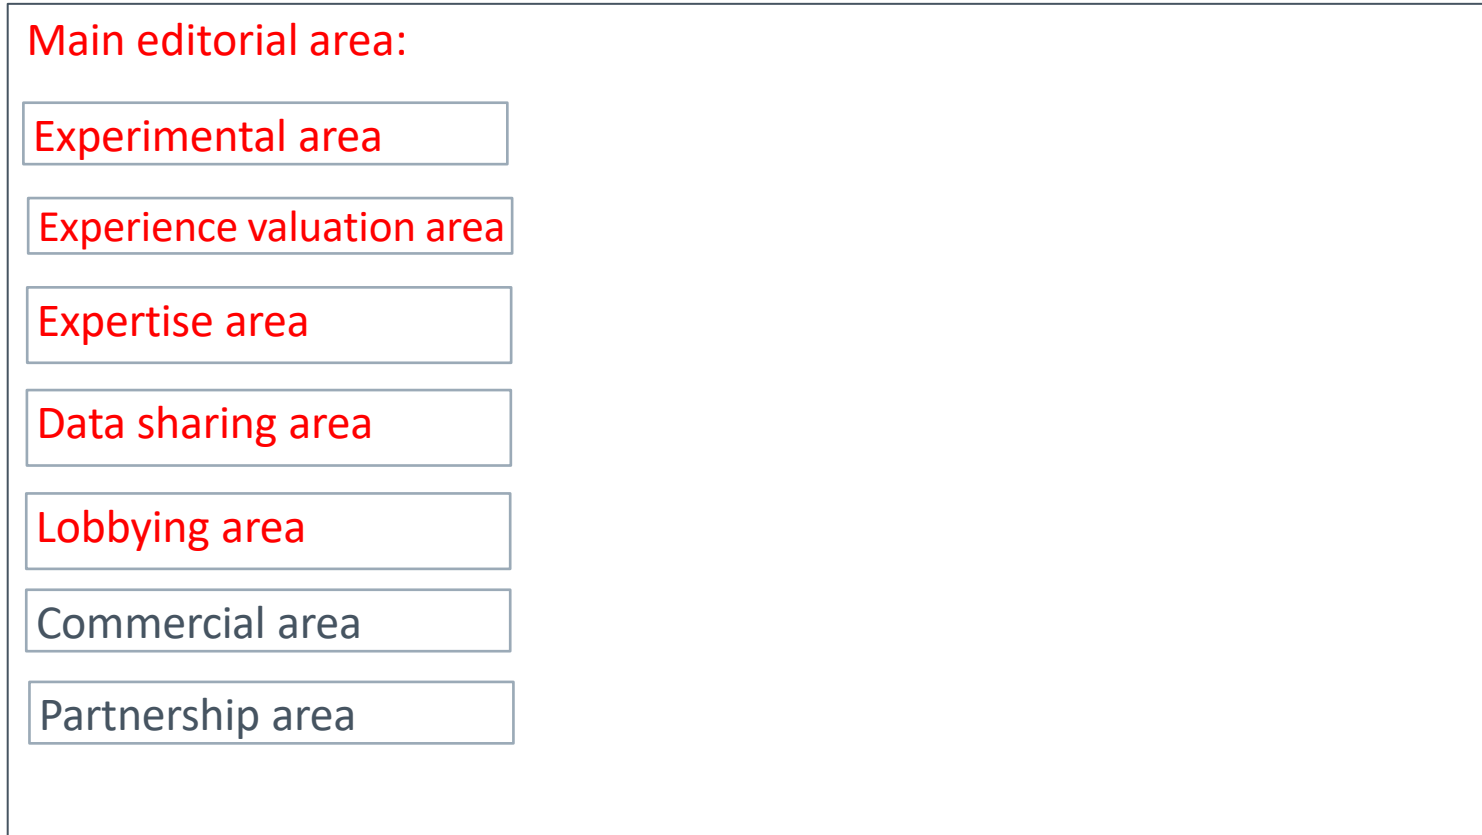 Main editorial area:
Experimental area
Experience valuation area
Expertise area
Data sharing area
Lobbying area
Commercial area
Partnership area